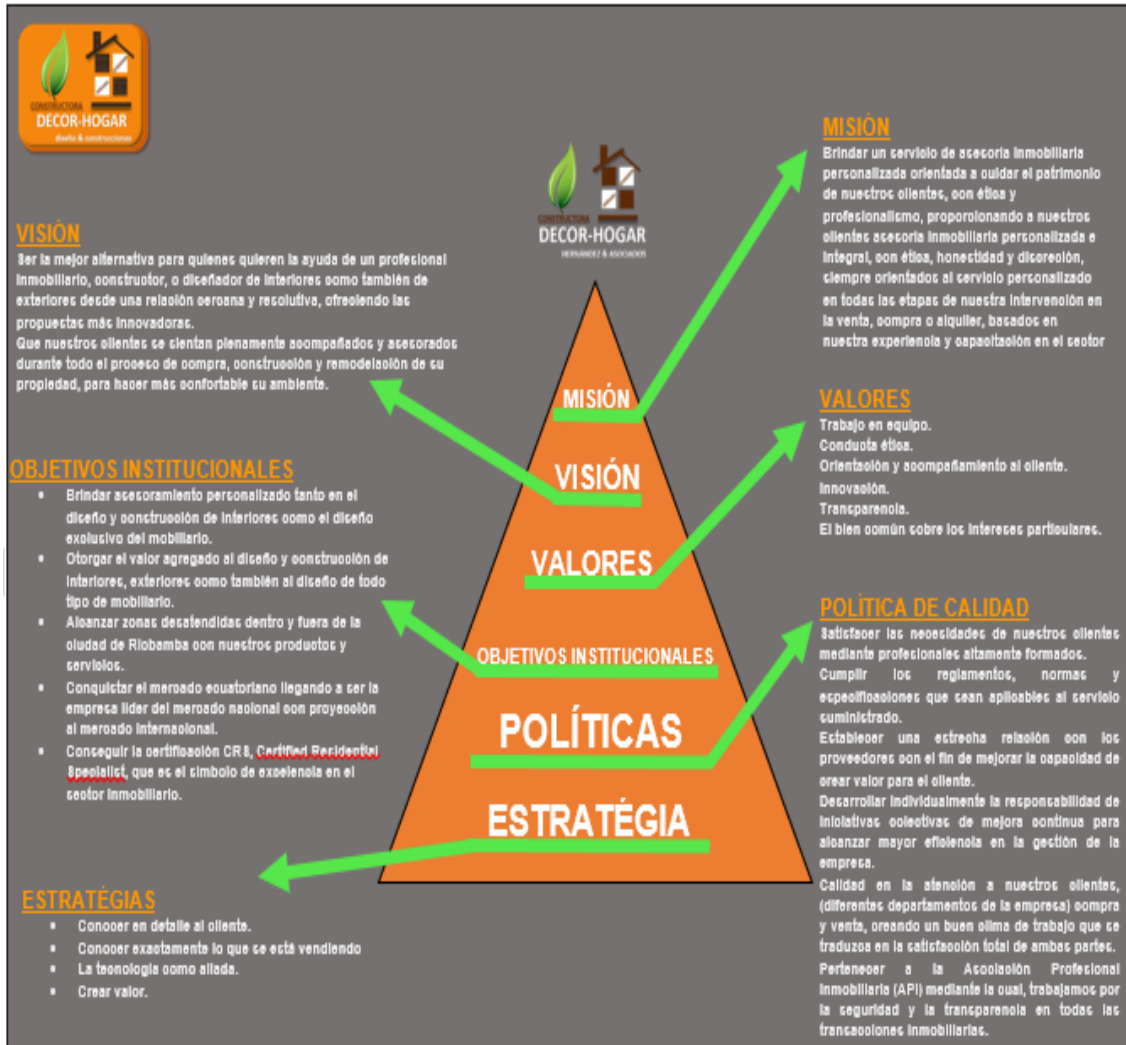 CONSTRUCTORA
DECOR-HOGAR
diseño & construcciones
VISIÓN
Ser la mejor alternativa para quienes quieren la ayuda de un profesional
inmobiliario, constructor, o diseñador de interiores como también de
exteriores desde una relación cercana y resolutiva, ofreciendo las
propuestas más innovadoras.
Que nuestros clientes se sientan plenamente acompañados y asesorados
durante todo el proceso de compra, construcción y remodelación de su
propiedad, para hacer más confortable su ambiente.
OBJETIVOS INSTITUCIONALES
• Brindar asesoramiento personalizado tanto en el
diseño y construcción de interiores como el diseño
exclusivo del mobiliario.
• Otorgar el valor agregado al diseño y construcción de
interiores, exteriores como también al diseño de todo
tipo de mobiliario.
• Alcanzar zonas desatendidas dentro y fuera de la
ciudad de Riobamba con nuestros productos y
servicios.
• Conquistar el mercado ecuatoriano llegando a ser la
empresa líder del mercado nacional con proyección
al mercado internacional.
• Conseguir la certificación CRS, Certified Residential
Specialist, que es el símbolo de excelencia en el
sector inmobiliario.
ESTRATÉGIAS
• Conocer en detalle al cliente.
• Conocer exactamente lo que se está vendiendo
• La tecnología como aliada.
• Crear valor.
CONSTRUCTORA
DECOR-HOGAR
HERNÁNDEZ & ASOCIADOS
MISIÓN
VISIÓN
VALORES
OBJETIVOS INSTITUCIONALES
POLÍTICAS
ESTRATÉGIA
MISIÓN
Brindar un servicio de asesoría inmobiliaria
personalizada orientada a cuidar el patrimonio
de nuestros clientes, con ética y
profesionalismo, proporcionando a nuestros
clientes asesoría inmobiliaria personalizada e
integral, con ética, honestidad y discreción,
siempre orientados al servicio personalizado
en todas las etapas de nuestra intervención en
la venta, compra o alquiler, basados en
nuestra experiencia y capacitación en el sector
VALORES
Trabajo en equipo.
Conducta ética.
Orientación y acompañamiento al cliente.
Innovación.
Transparencia.
El bien común sobre los intereses particulares.
POLÍTICA DE CALIDAD
Satisfacer las necesidades de nuestros clientes
mediante profesionales altamente formados.
Cumplir los reglamentos, normas y
especificaciones que sean aplicables al servicio
suministrado.
Establecer una estrecha relación con los
proveedores con el fin de mejorar la capacidad de
crear valor para el cliente.
Desarrollar individualmente la responsabilidad de
iniciativas colectivas de mejora continua para
alcanzar mayor eficiencia en la gestión de la
empresa.
Calidad en la atención a nuestros clientes,
(diferentes departamentos de la empresa) compra
y venta, creando un buen clima de trabajo que se
traduzca en la satisfacción total de ambas partes.
Pertenecer a la Asociación Profesional
Inmobiliaria (API) mediante la cual, trabajamos por
la seguridad y la transparencia en todas las
transacciones inmobiliarias.